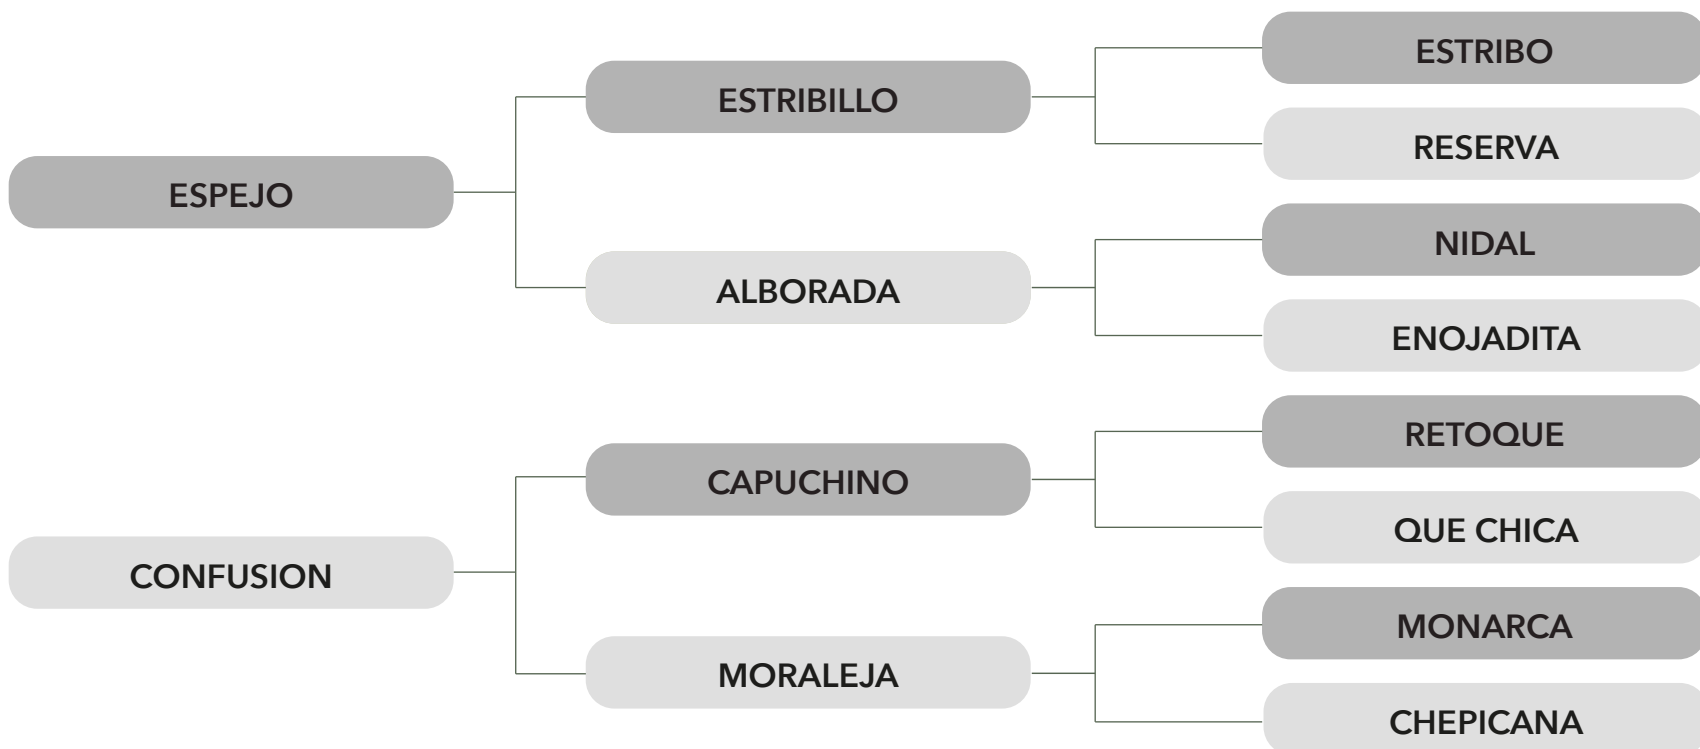 ESPEJO
ESTRIBILLO
ESTRIBO
RESERVA
ALBORADA
NIDAL
ENOJADITA
CONFUSION
CAPUCHINO
RETOQUE
QUE CHICA
MORALEJA
MONARCA
CHEPICANA